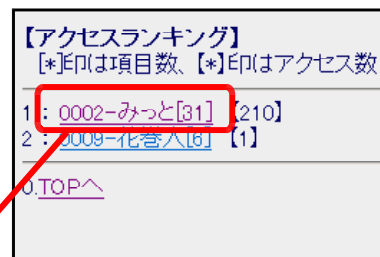 【アクセスランキング】
[*]印は項目数、【*】印はアクセス数
1 : 0002-みっと[31] 【210】
2 : 0009-花巻人[6] 【1】
0.TOPへ